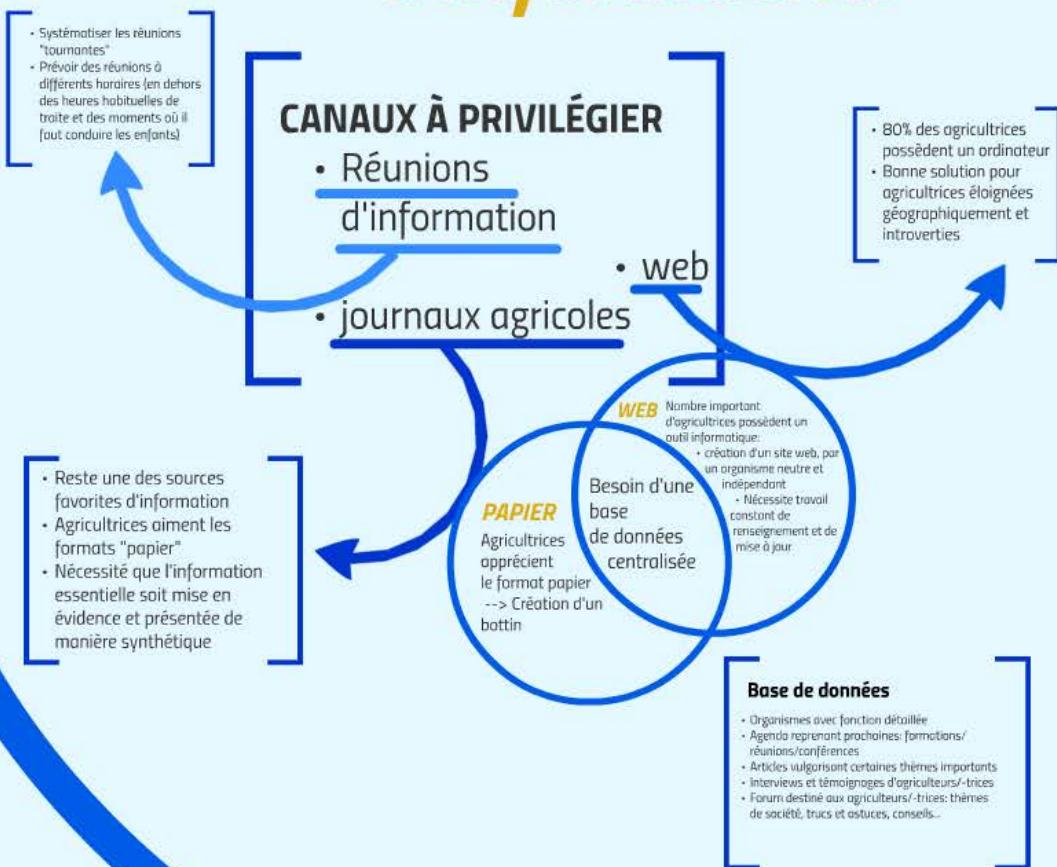 • Systématiser les réunions
"tournantes"
• Prévoir des réunions à
différents horaires (en dehors
des heures habituelles de
traite et des moments où il
faut conduire les enfants)
CANAUX À PRIVILÉGIER
• Réunions
d'information
• web
• journaux agricoles
• 80% des agricultrices
possèdent un ordinateur
• Bonne solution pour
agricultrices éloignées
géographiquement et
introverties
• Reste une des sources
favorites d'information
• Agricultrices aiment les
formats "papier"
• Nécessité que l'information
essentielle soit mise en
évidence et présentée de
manière synthétique
PAPIER
Agricultrices
apprécient
le format papier
--> Création d'un
bottin
Besoin d'une
base
de données
centralisée
WEB Nombre important
d'agricultrices possèdent un
outil informatique:
• création d'un site web, par
un organisme neutre et
indépendant
• Nécessite travail
constant de
renseignement et de
mise à jour
Base de données
• Organismes avec fonction détaillée
• Agenda reprenant prochaines: formations/
réunions/conférences
• Articles vulgarisant certaines thèmes importants
• Interviews et témoignages d'agriculteurs/-trices
• Forum destiné aux agriculteurs/-trices: thèmes
de société, trucs et astuces, conseils...